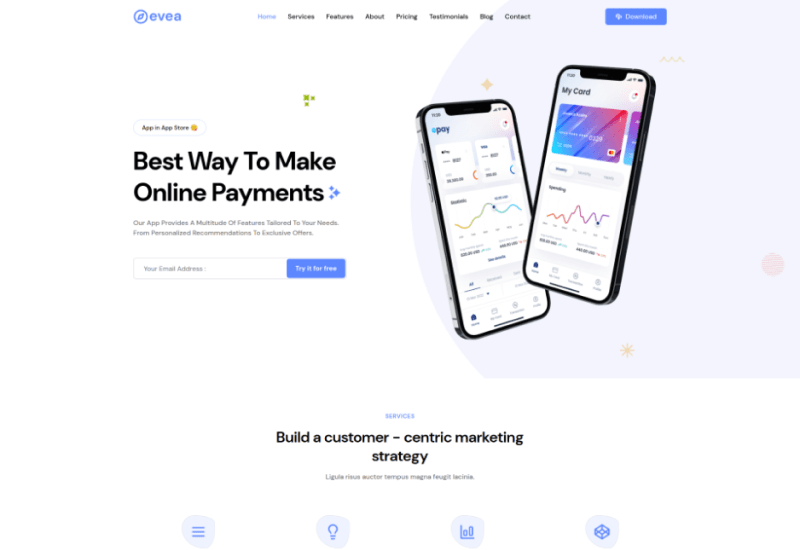 evea
Home Services Features About Pricing Testimonials Blog Contact
Download
App in App Store
Best Way To Make
Online Payments
Our App Provides A Multitude Of Features Tailored To Your Needs.
From Personalized Recommendations To Exclusive Offers.
Your Email Address :
Try it for free
epay
Statistic
All
My Card
Spending
SERVICES
Build a customer - centric marketing
strategy
Ligula risus auctor tempus magna feugit lacinia.